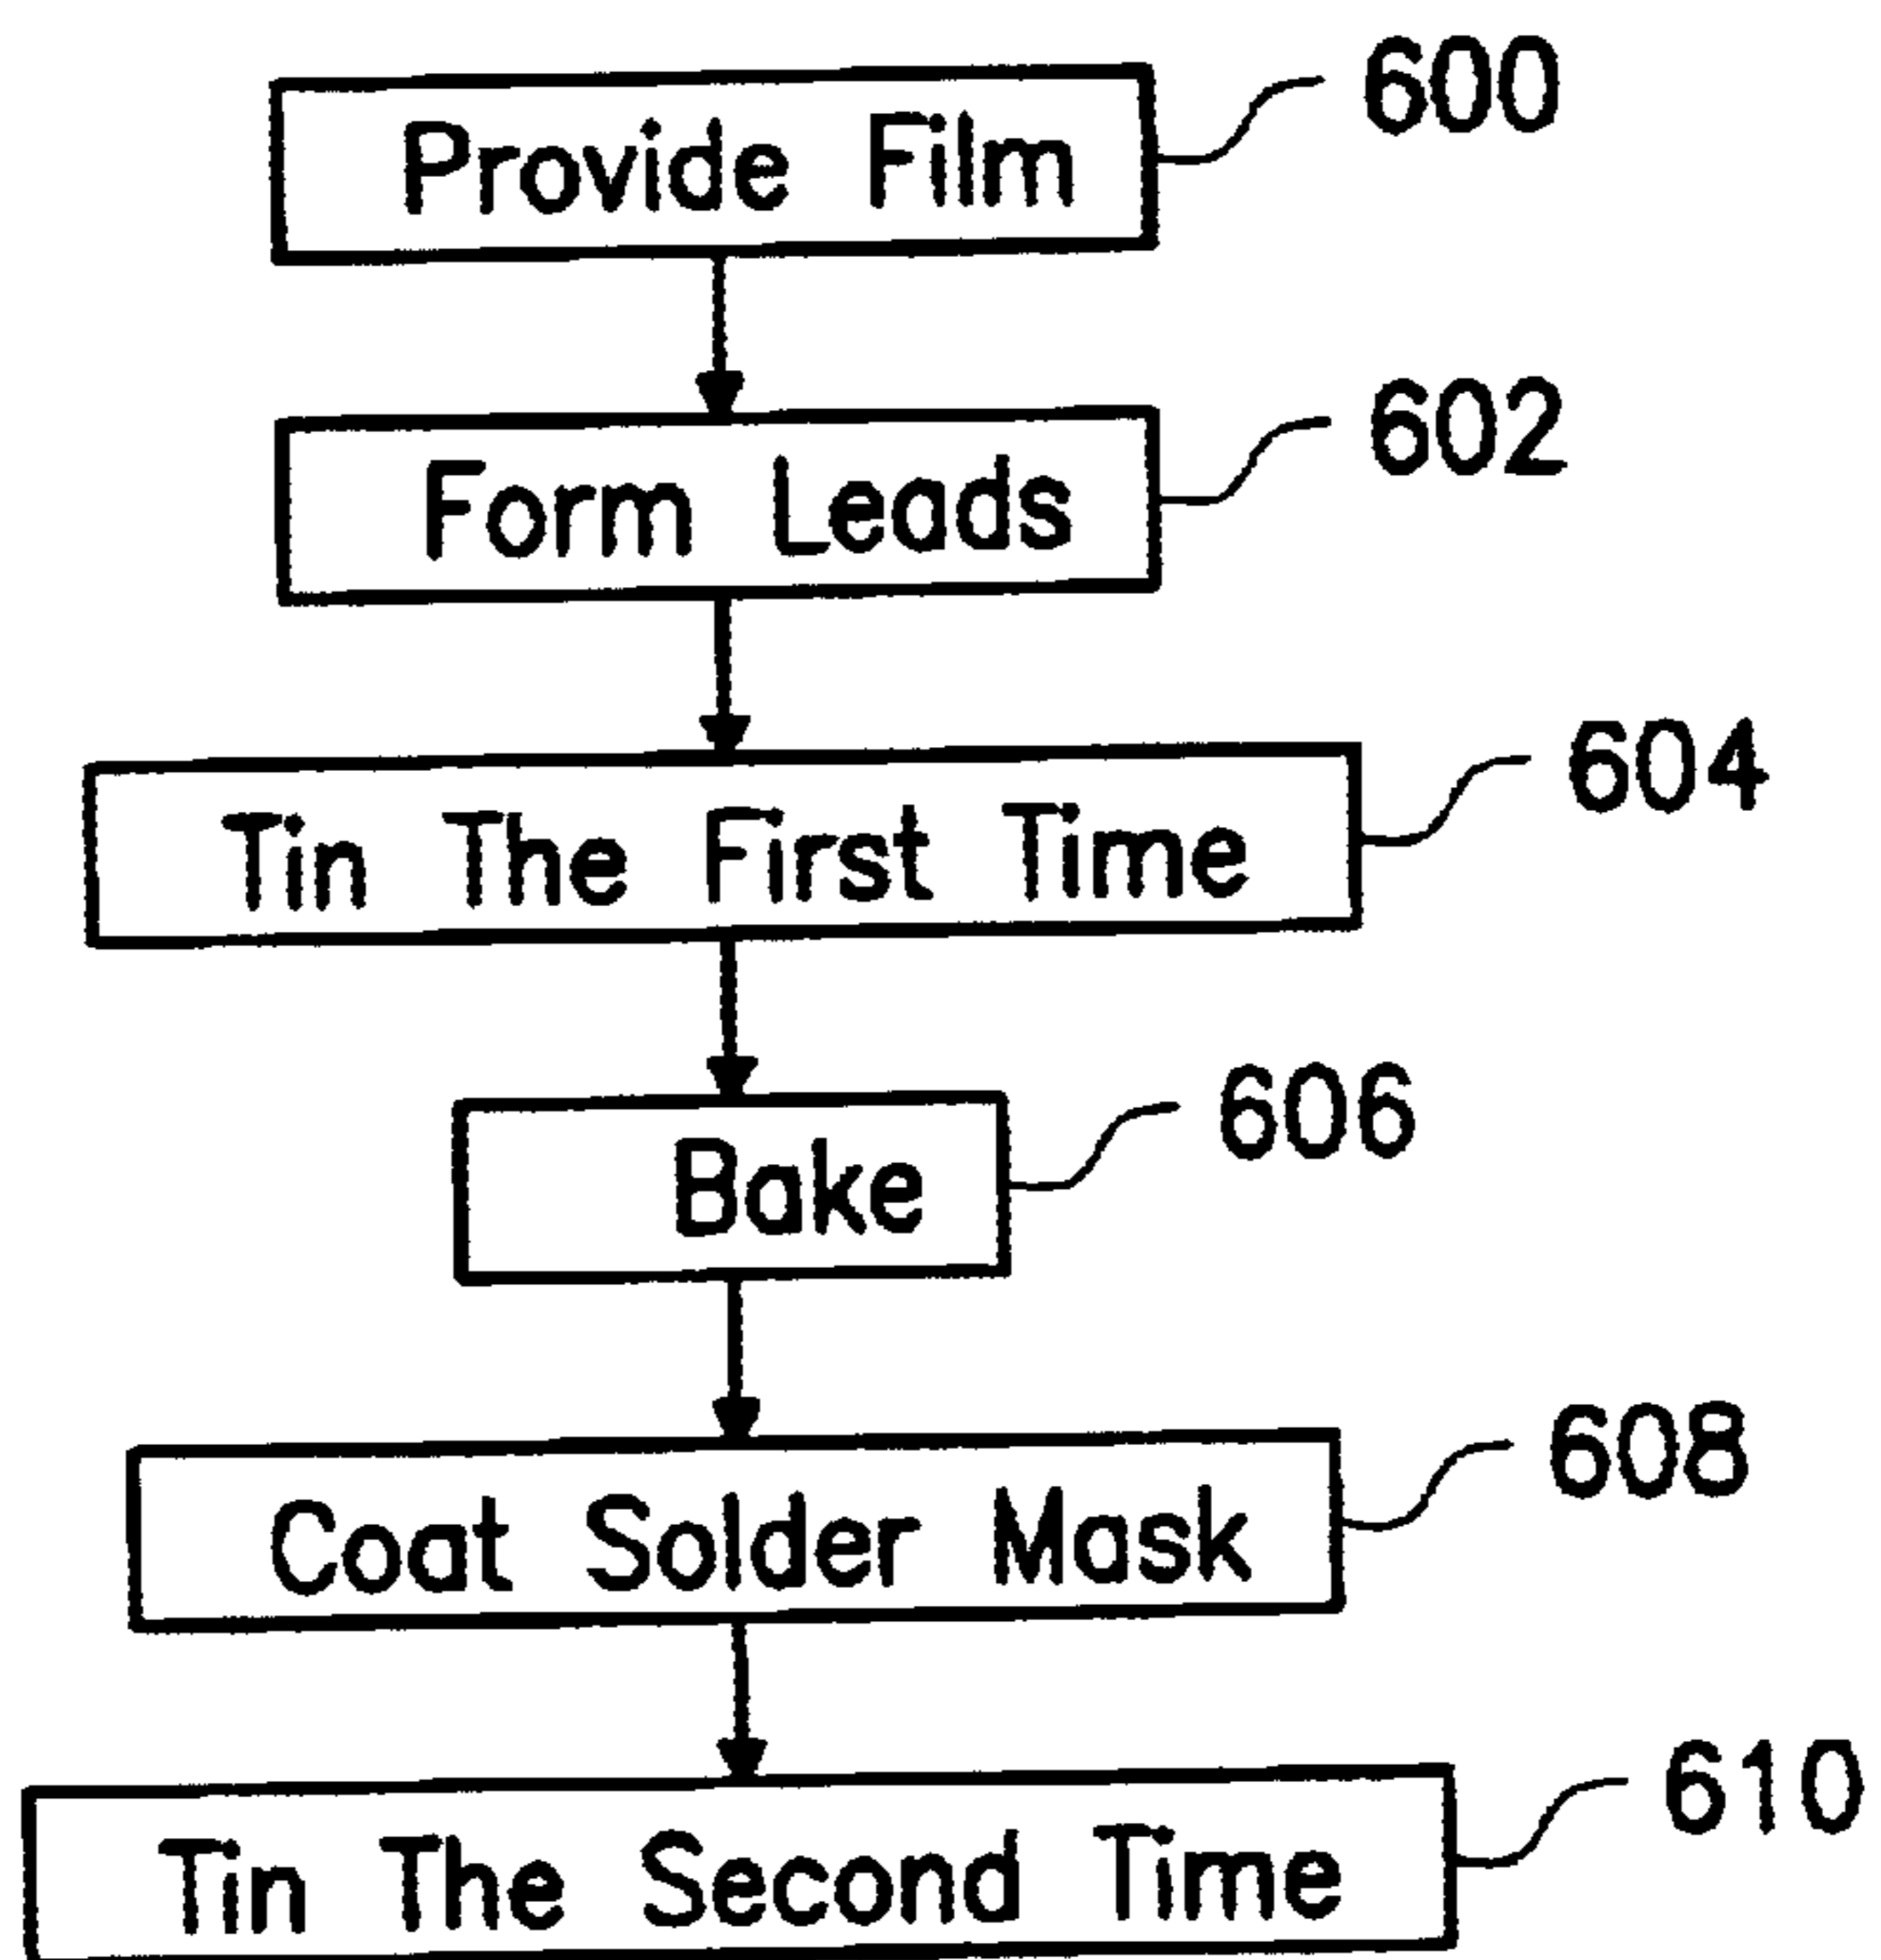 Provide Film
600
Form Leads
602
Tin The First Time
604
Bake
606
Coat Solder Mask
608
Tin The Second Time
610